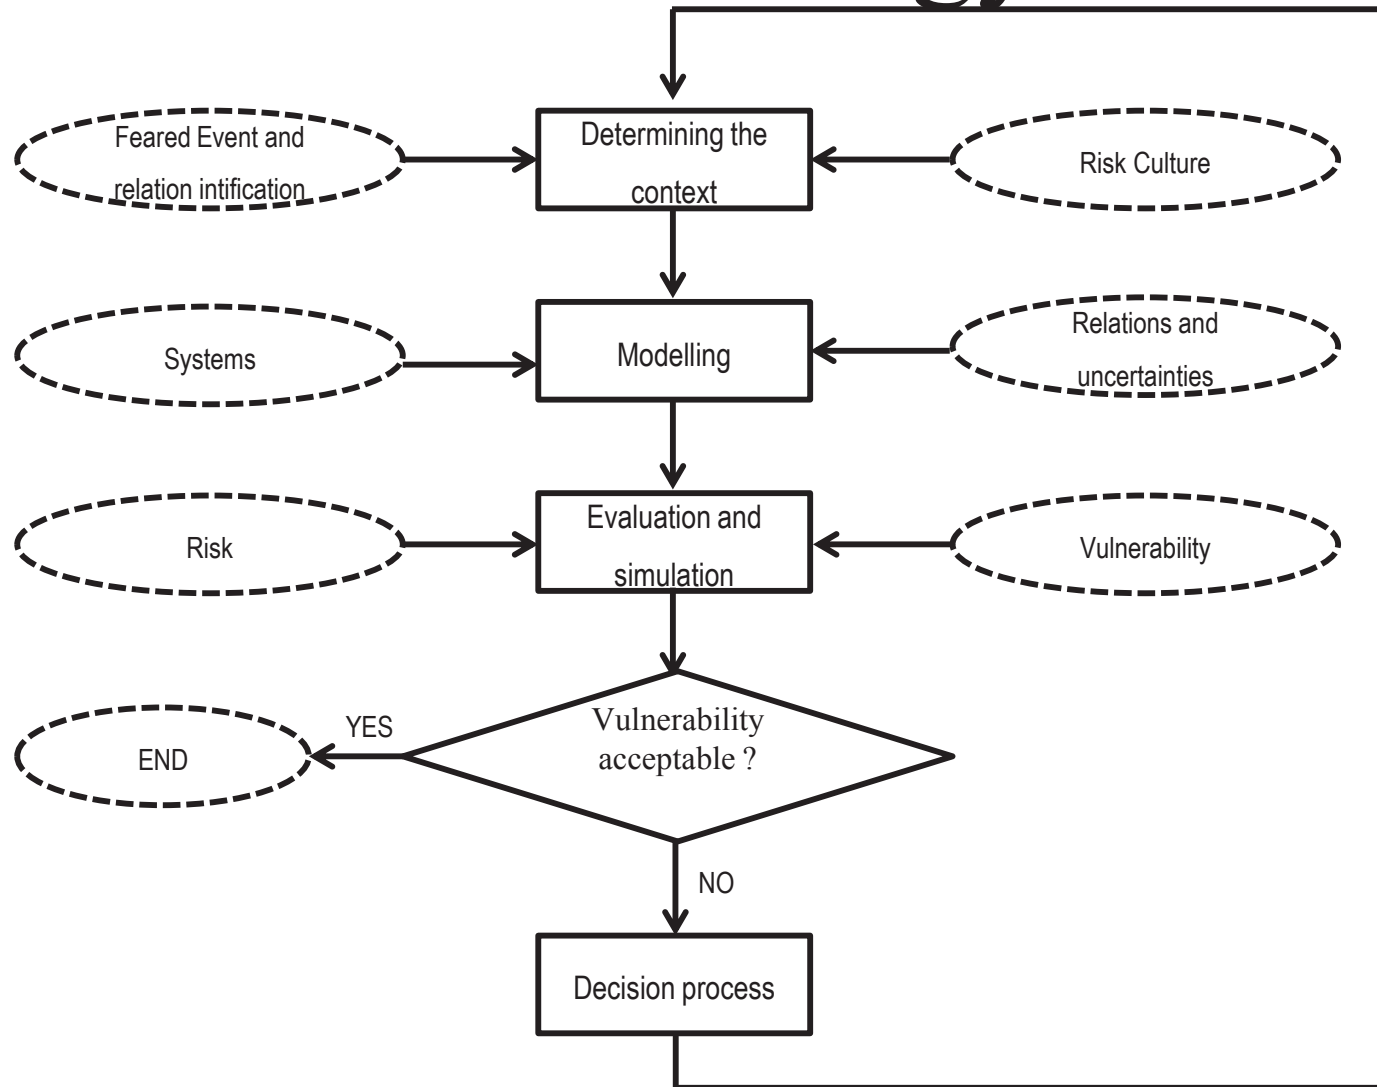 Feared Event and
relation intification
Determining the
context
Risk Culture
Systems
Modelling
Relations and
uncertainties
Risk
Evaluation and
simulation
Vulnerability
YES
END
Vulnerability
acceptable ?
NO
Decision process